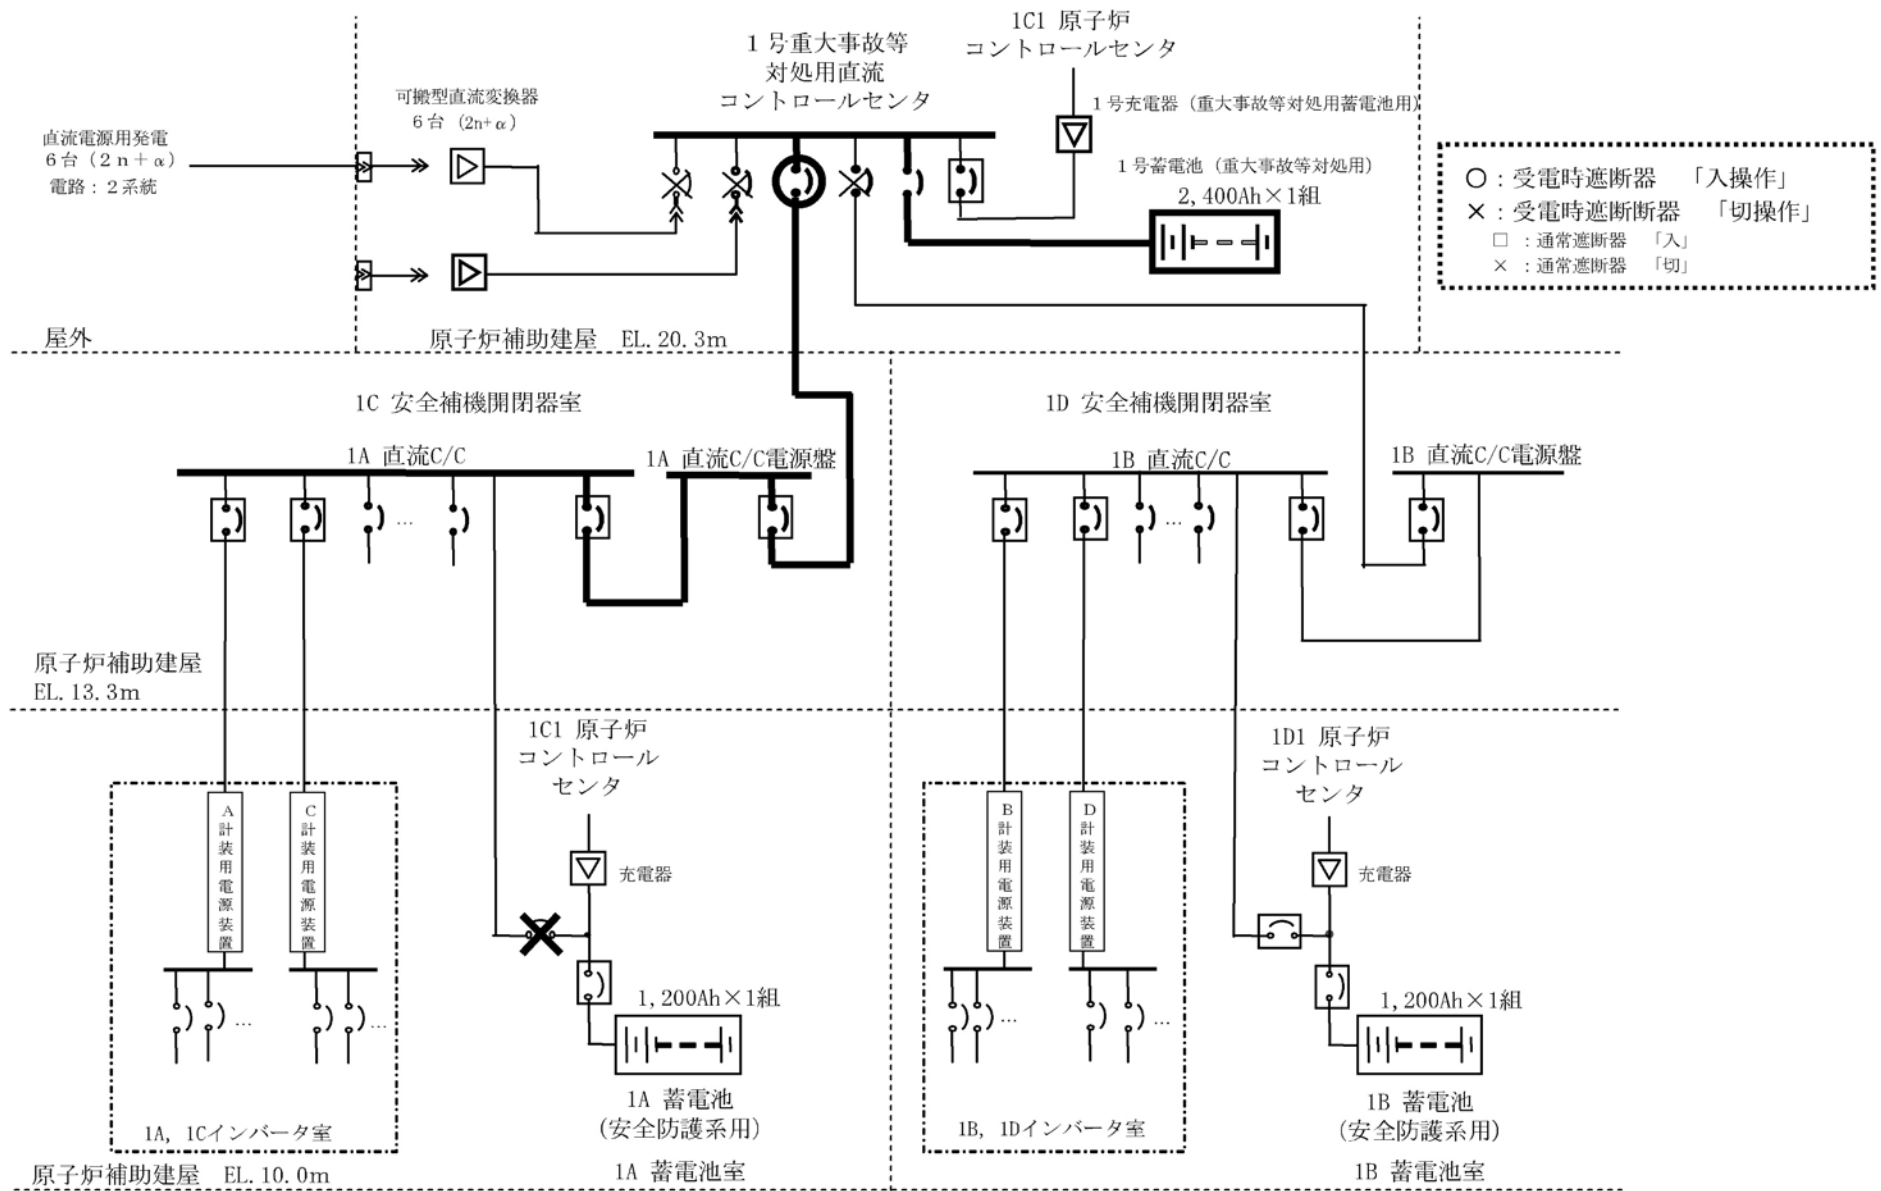 1C1 原子炉
コントロールセンタ
1号重大事故等
対処用直流
コントロールセンタ
可搬型直流変換器
6台 (2n+α)
直流電源用発電
6台(2n+α)
電路:2系統
1号充電器(重大事故等対処用蓄電池用)
1号蓄電池(重大事故等対処用)
2,400Ah×1組
○:受電時遮断器 「入操作」
×:受電時遮断断器 「切操作」
□:通常遮断器 「入」
×:通常遮断器 「切」
屋外
原子炉補助建屋 EL.20.3m
1C 安全補機開閉器室
1D 安全補機開閉器室
1A 直流C/C
1A 直流C/C電源盤
1B 直流C/C
1B 直流C/C電源盤
…
…
原子炉補助建屋
EL.13.3m
1C1 原子炉
コントロール
センタ
1D1 原子炉
コントロール
センタ
A計装用電源装置
C計装用電源装置
充電器
B計装用電源装置
D計装用電源装置
充電器
…
…
…
…
1,200Ah×1組
1,200Ah×1組
1A 蓄電池
(安全防護系用)
1B 蓄電池
(安全防護系用)
1A, 1Cインバータ室
1B, 1Dインバータ室
原子炉補助建屋 EL.10.0m
1A 蓄電池室
1B 蓄電池室